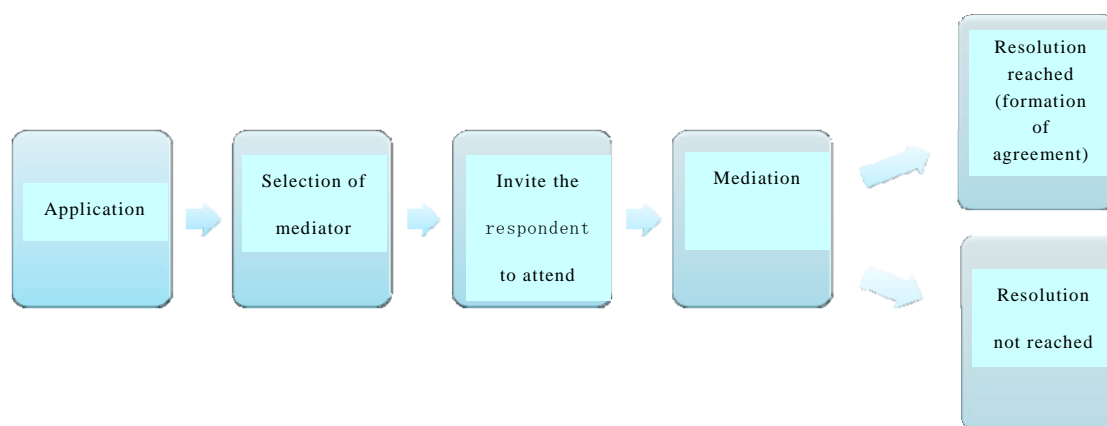 Application
Selection of
mediator
Invite the
respondent
to attend
Mediation
Resolution
reached
(formation
of
agreement)
Resolution
not reached